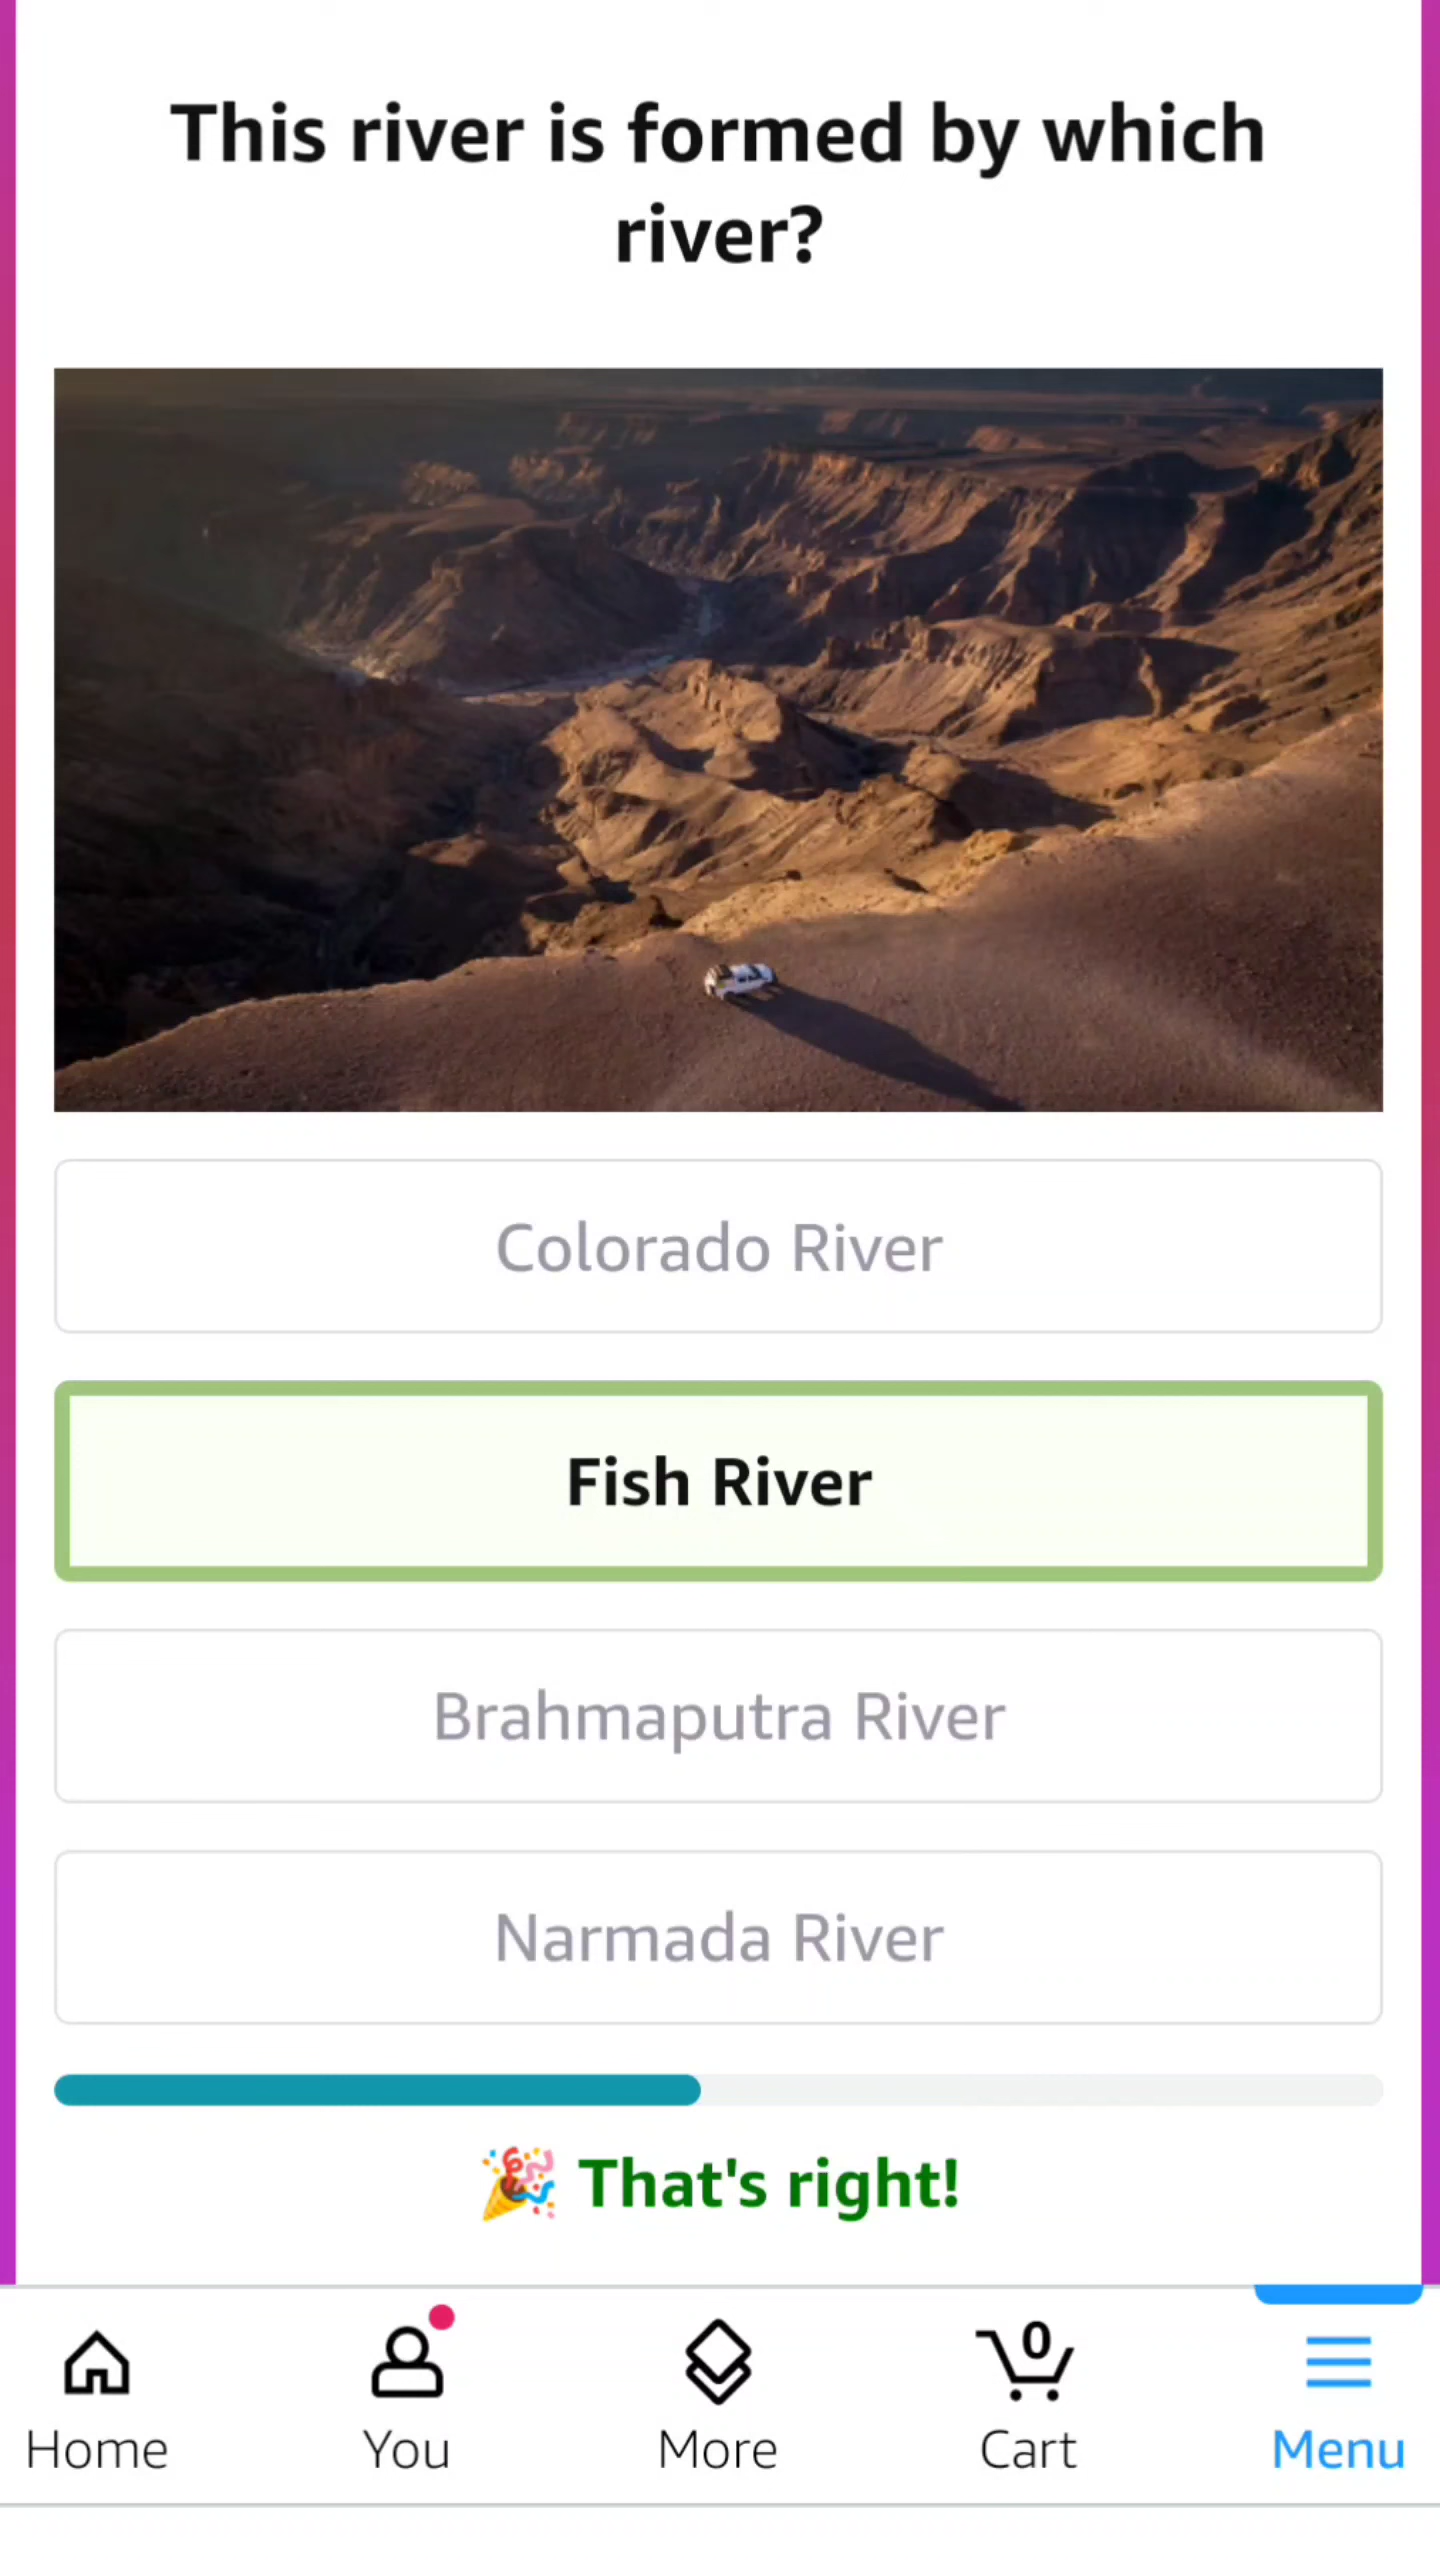 This river is formed by which
river?
Colorado River
Fish River
Brahmaputra River
Narmada River
🎉 That's right!
0
Home
You
More
Cart
Menu